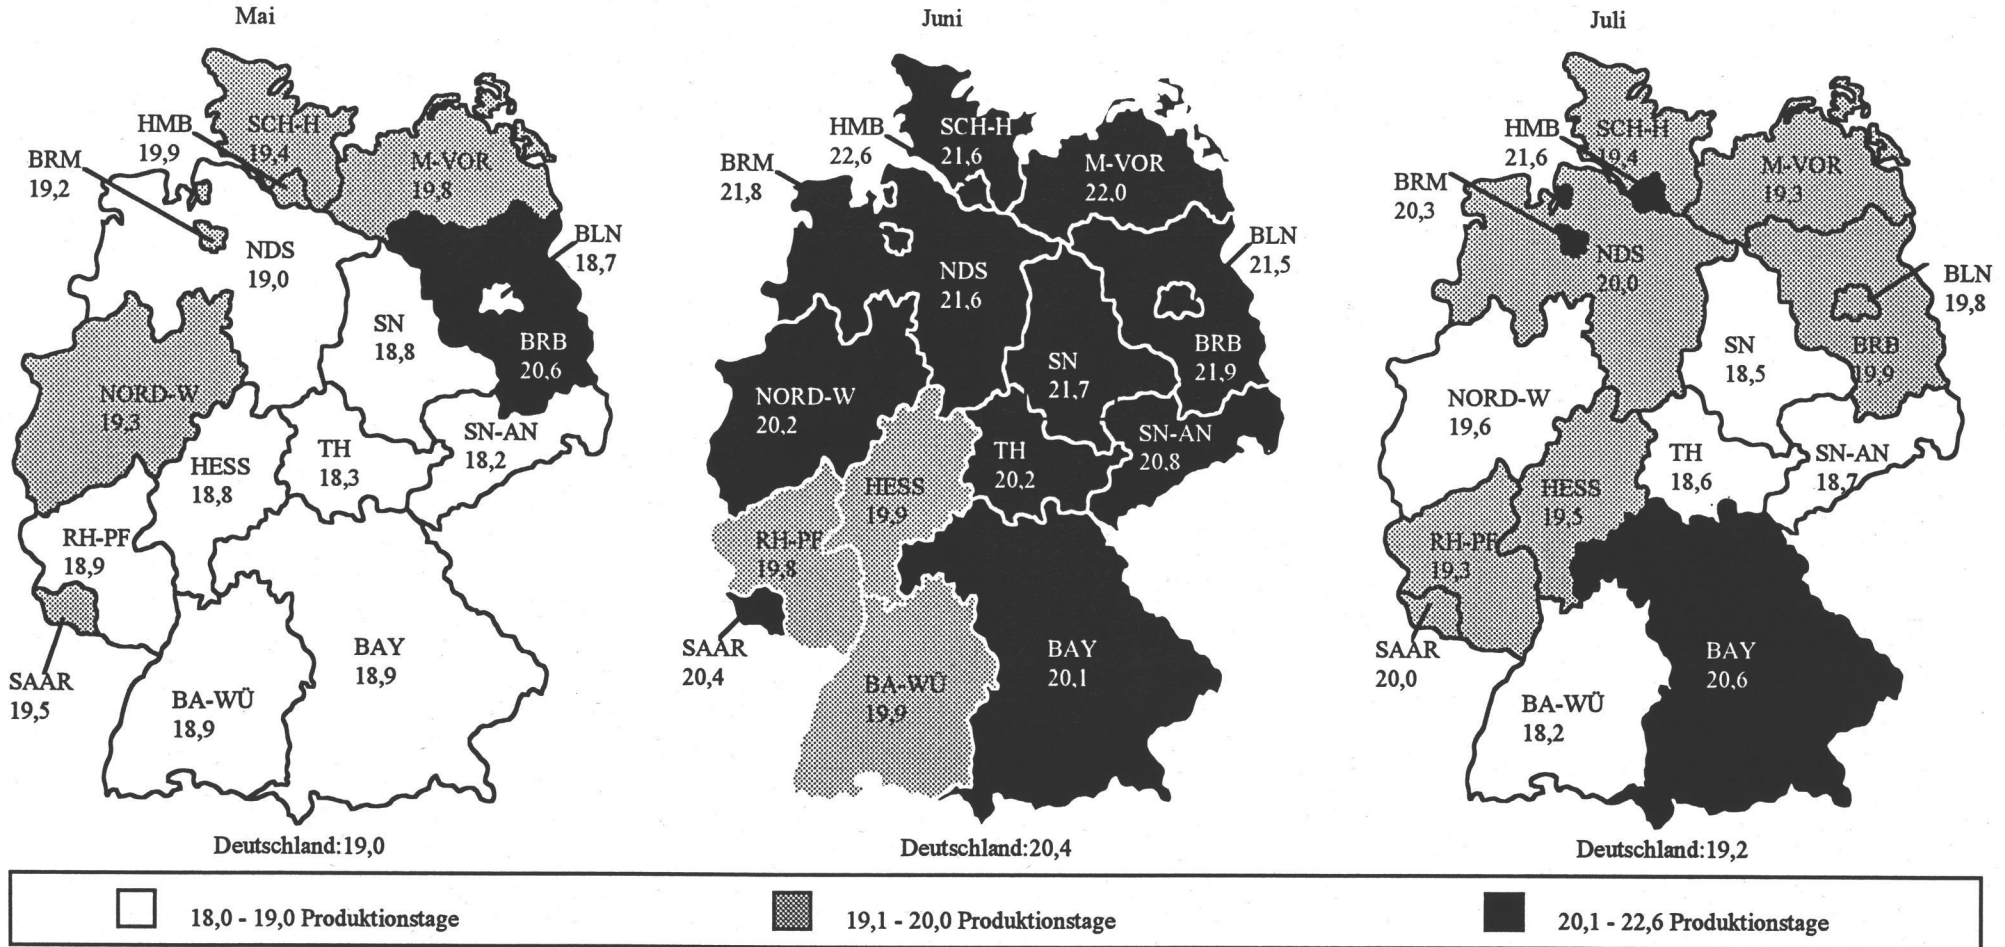 Mai
HMB
19,9
SCH-H
19,4
BRM
19,2
M-VOR
19,8
NDS
19,0
BLN
18,7
SN
18,8
BRB
20,6
NORD-W
19,3
HESS
18,8
TH
18,3
SN-AN
18,2
RH-PF
18,9
SAAR
19,5
BA-WÜ
18,9
BAY
18,9
Deutschland:19,0
Juni
HMB
22,6
SCH-H
21,6
BRM
21,8
M-VOR
22,0
NDS
21,6
BLN
21,5
SN
21,7
BRB
21,9
NORD-W
20,2
HESS
19,9
TH
20,2
SN-AN
20,8
RH-PF
19,8
SAAR
20,4
BA-WÜ
19,9
BAY
20,1
Deutschland:20,4
Juli
HMB
21,6
SCH-H
19,4
BRM
20,3
M-VOR
19,3
NDS
20,0
BLN
19,8
SN
18,5
BRB
19,9
NORD-W
19,6
HESS
19,5
TH
18,6
SN-AN
18,7
RH-PF
19,3
SAAR
20,0
BA-WÜ
18,2
BAY
20,6
Deutschland:19,2
18,0 - 19,0 Produktionstage
19,1 - 20,0 Produktionstage
20,1 - 22,6 Produktionstage